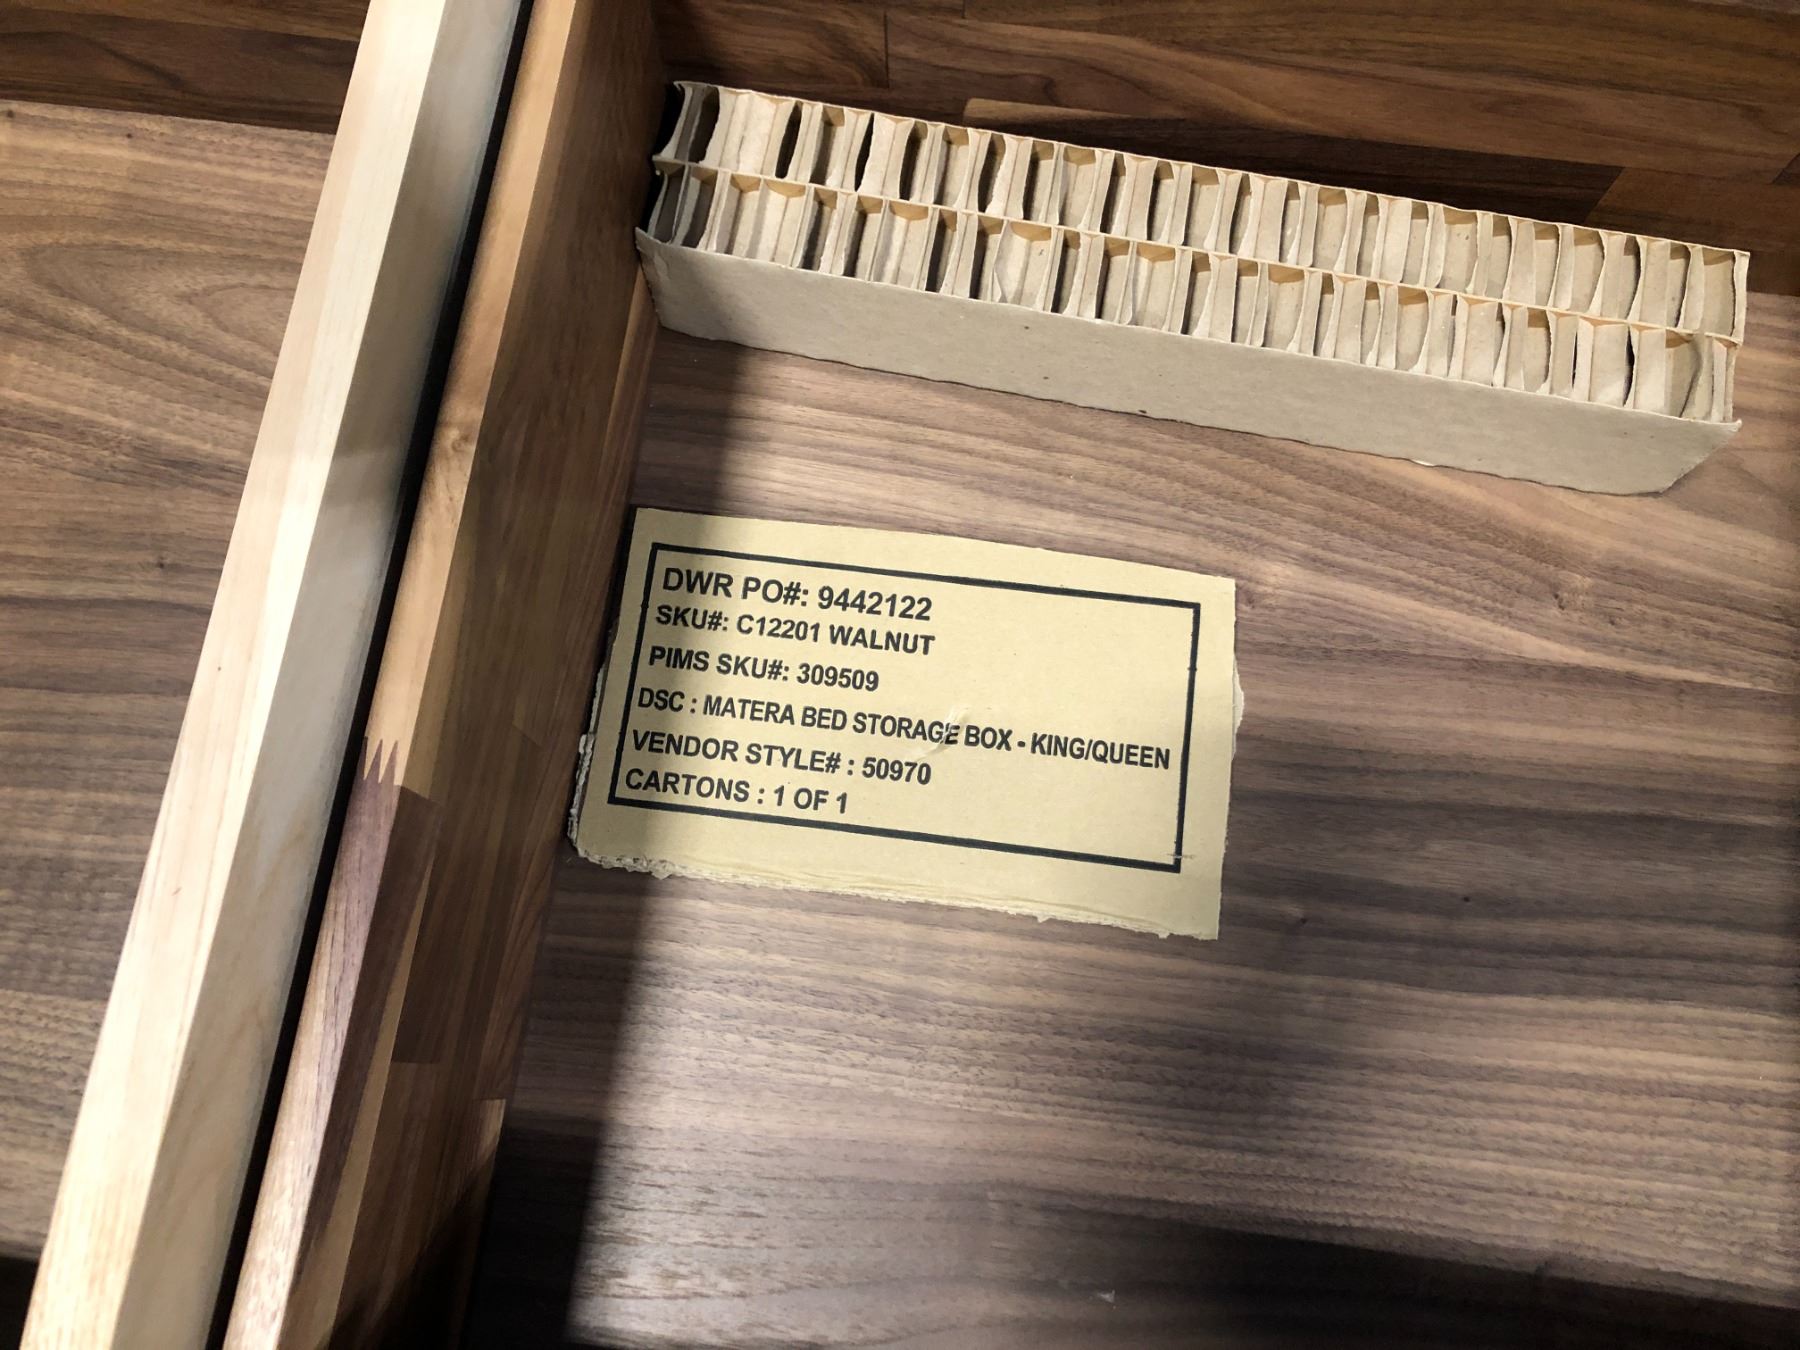 DWR PO#: 9442122
SKU#: C12201 WALNUT
PIMS SKU#: 309509
DSC : MATERA BED STORAGE BOX - KING/QUEEN
VENDOR STYLE# : 50970
CARTONS : 1 OF 1